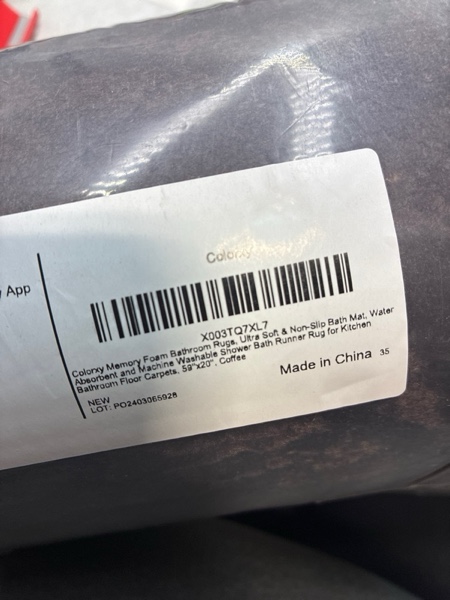 App
Colorxy
X003TQ7XL7
Colorxy Memory Foam Bathroom Rugs, Ultra Soft & Non-Slip Bath Mat, Water
Absorbent and Machine Washable Shower Bath Runner Rug for Kitchen
Bathroom Floor Carpets, 59"x20", Coffee
NEW
LOT: PO2403065928
Made in China 35